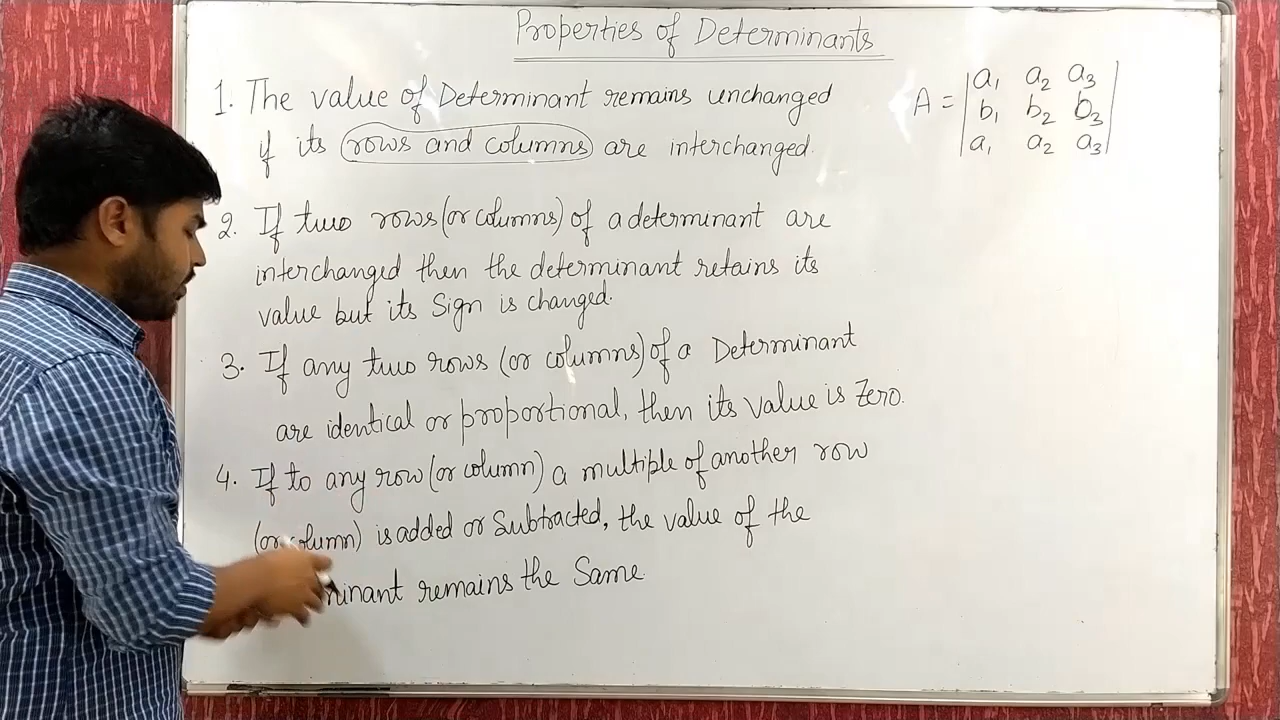 Properties of Determinants
1. The value of Determinant remains unchanged
if its rows and columns are interchanged.
2. If two rows (or columns) of a determinant are
interchanged then the determinant retains its
value but its Sign is changed.
3. If any two rows (or columns) of a Determinant
are identical or proportional, then its value is Zero.
4. If to any row (or column) a multiple of another row
(or column) is added or Subtracted, the value of the
minant remains the Same
A = | a₁ a₂ a₃ |
| b₁ b₂ b₃ |
| a₁ a₂ a₃ |